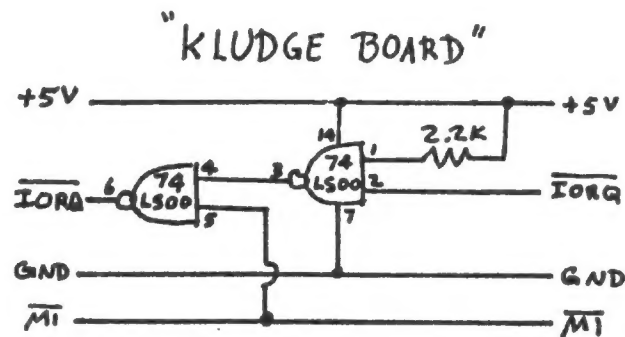 "KLUDGE BOARD"
+5V
+5V
14
2.2K
1
74
LS00
3
2
7
4
74
LS00
6
5
IORQ
IORQ
GND
GND
M1
M1